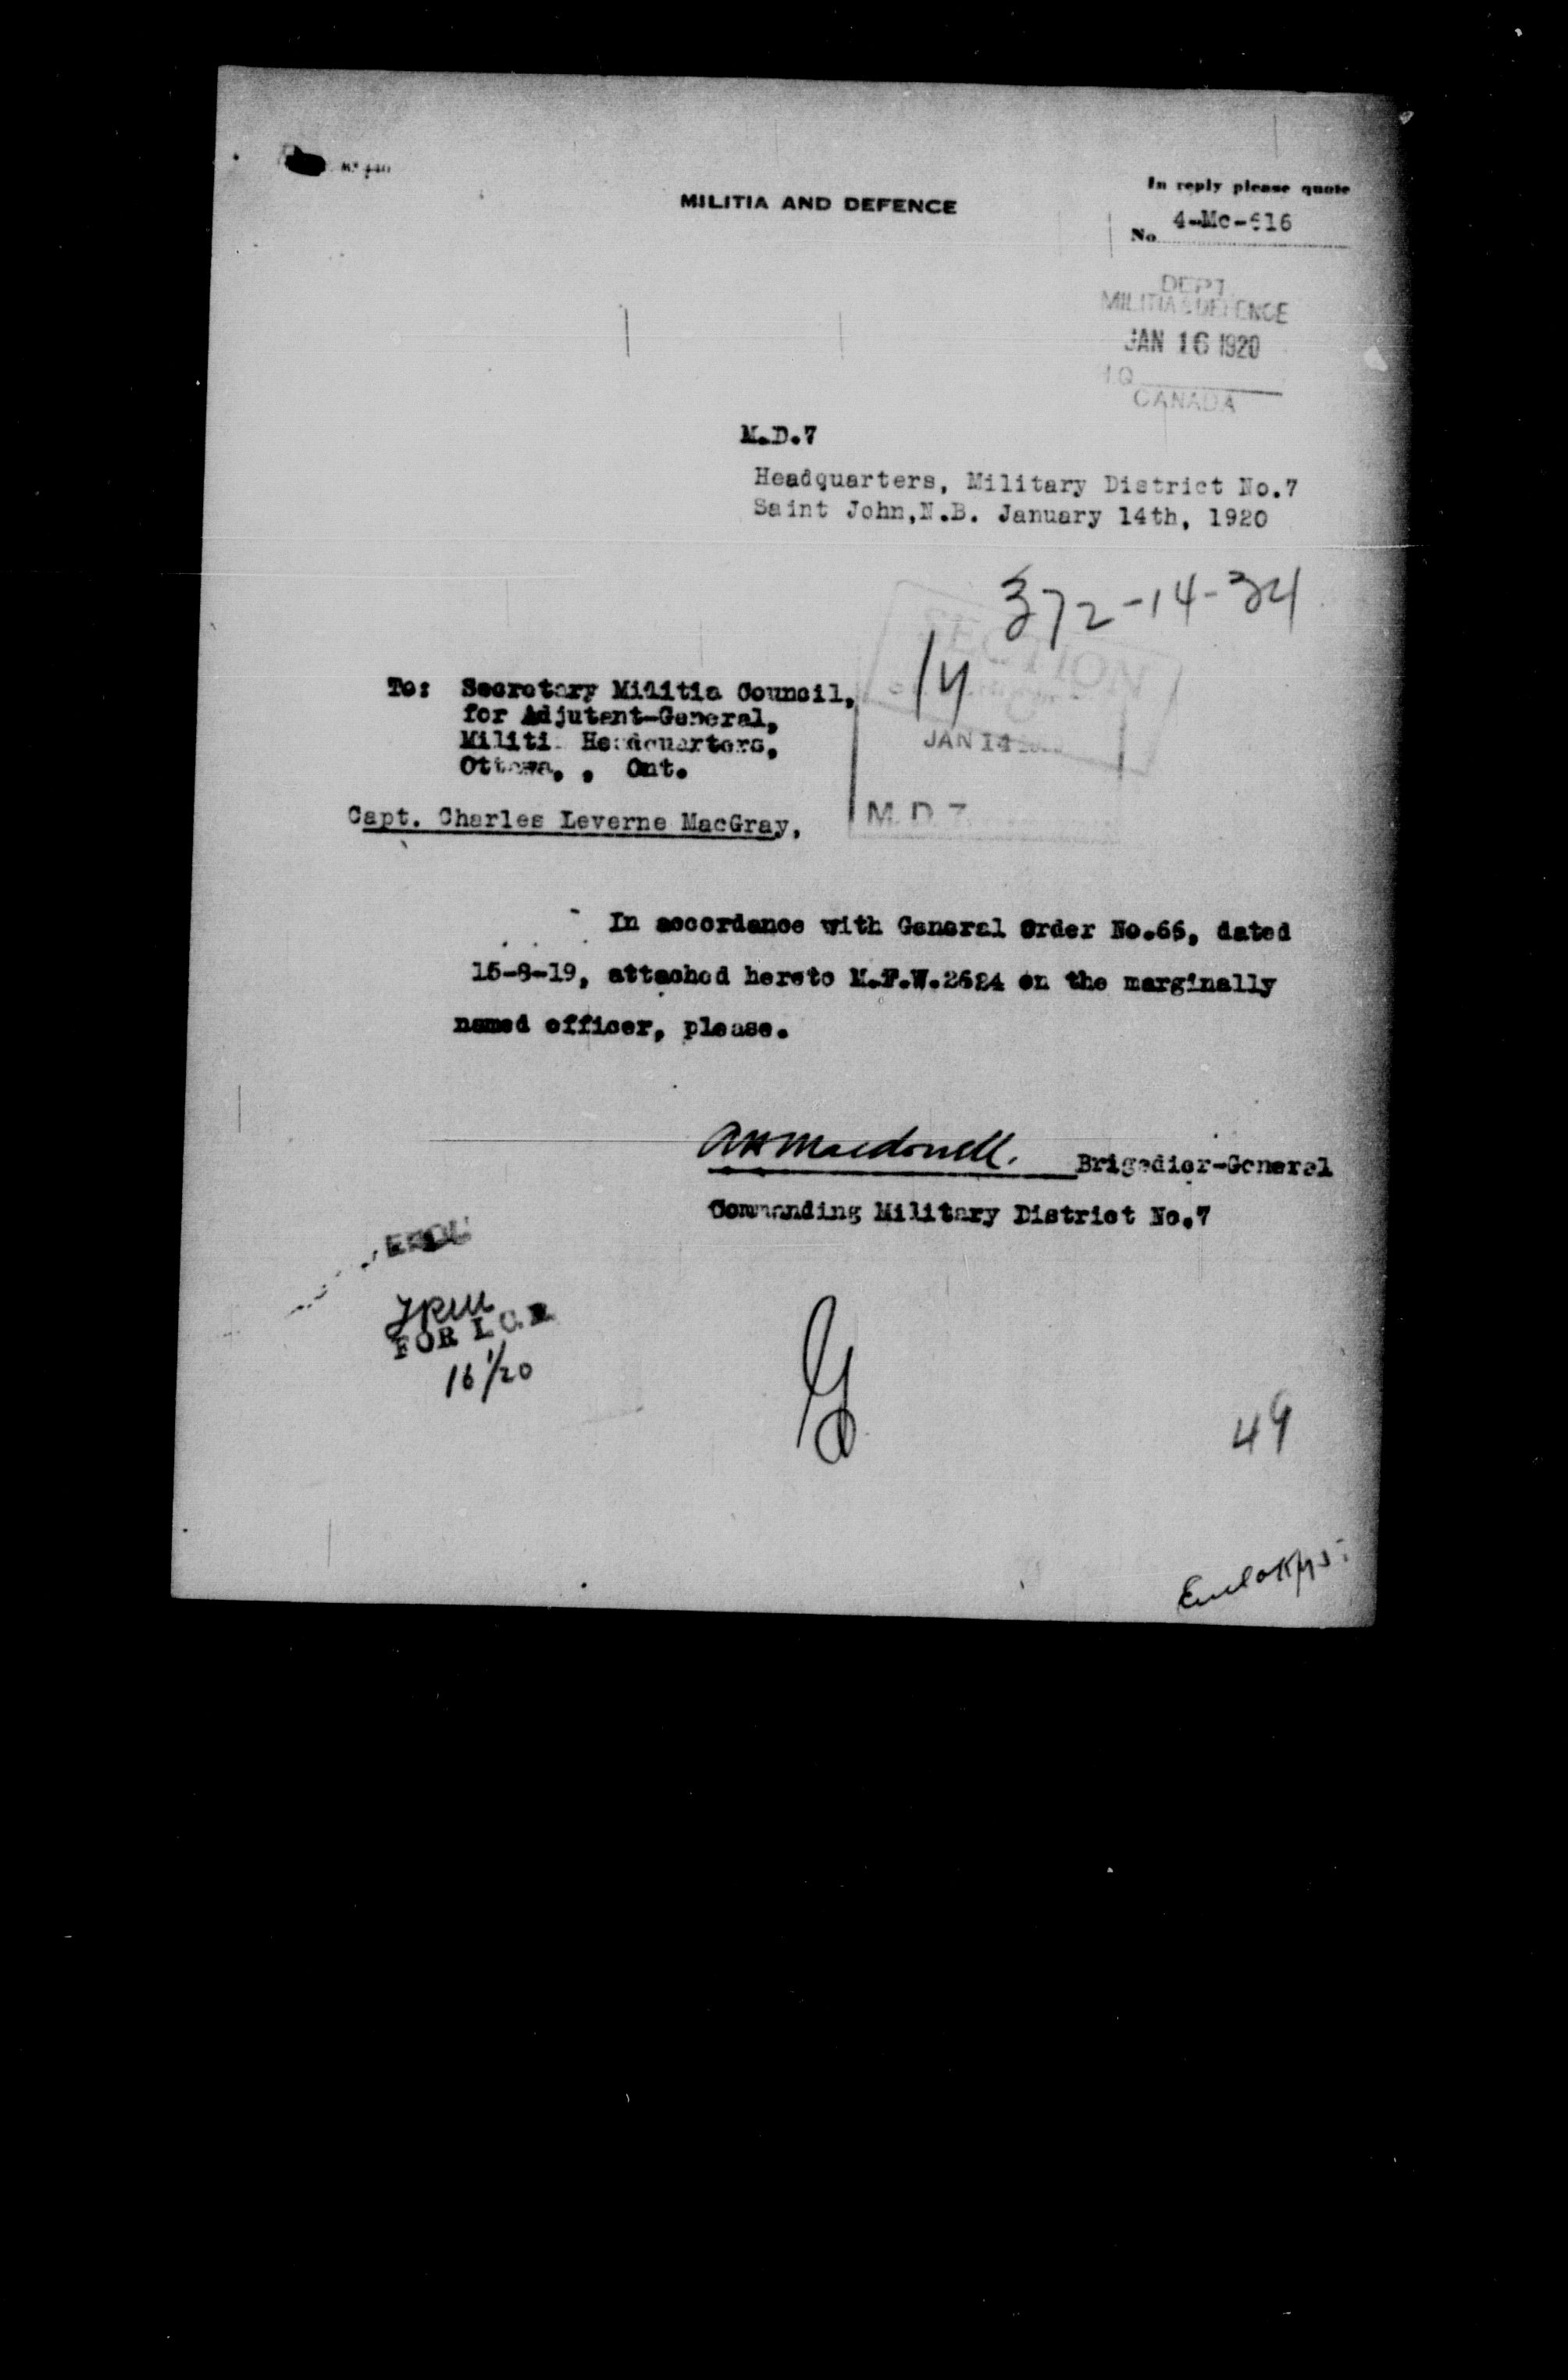 MILITIA AND DEFENCE
In reply please quote
No. 4-Mc-516
DEPT.
MILITIA & DEFENCE
JAN 16 1920
CANADA
M.D.7
Headquarters, Military District No.7
Saint John,N.B. January 14th, 1920
372-14-34
SECTION
14
JAN 14
M. D. 7
To: Secretary Militia Council,
for Adjutant-General,
Militia Headquarters,
Ottawa, , Ont.
Capt. Charles Leverne MacGray,
In accordance with General Order No.66, dated
15-8-19, attached hereto M.F.W.2624 on the marginally
named officer, please.
Macdonell. Brigadier-General
Commanding Military District No.7
FOR
16/1/20
49